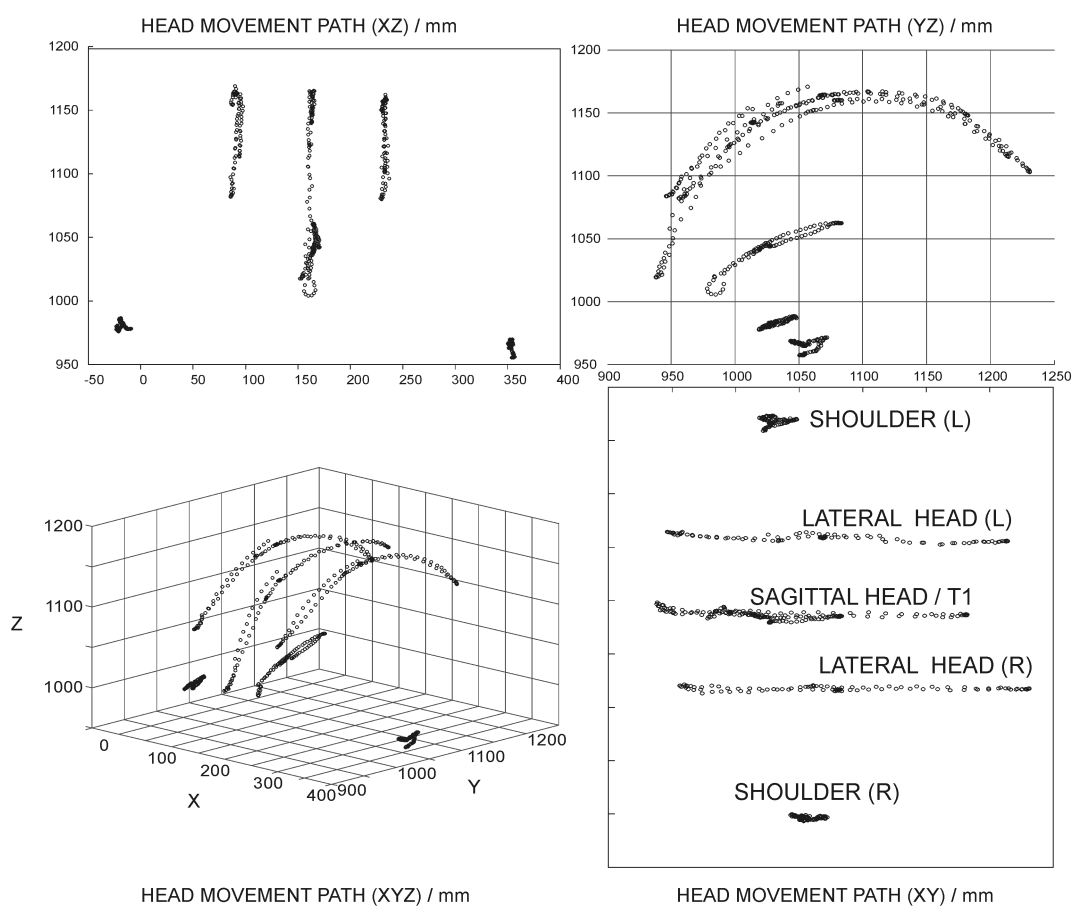 HEAD MOVEMENT PATH (XZ) / mm
1200
1150
1100
1050
1000
950
-50 0 50 100 150 200 250 300 350 400
HEAD MOVEMENT PATH (YZ) / mm
1200
1150
1100
1050
1000
950
900 950 1000 1050 1100 1150 1200 1250
Z
1200
1100
1000
0
100
200
300
400
X
900
1000
1100
1200
Y
HEAD MOVEMENT PATH (XYZ) / mm
SHOULDER (L)
LATERAL HEAD (L)
SAGITTAL HEAD / T1
LATERAL HEAD (R)
SHOULDER (R)
HEAD MOVEMENT PATH (XY) / mm